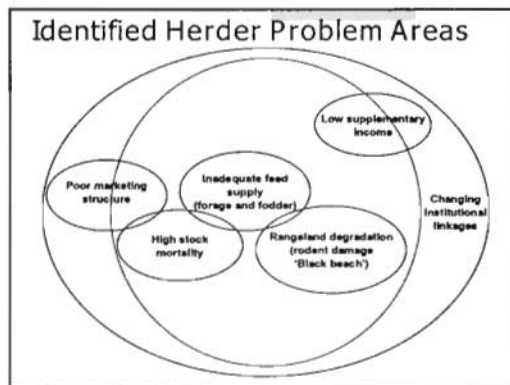 Identified Herder Problem Areas
Low supplementary
income
Poor marketing
structure
Inadequate feed
supply
(forage and fodder)
Changing
Institutional
linkages
High stock
mortality
Rangeland degradation
(rodent damage
'Black beach')